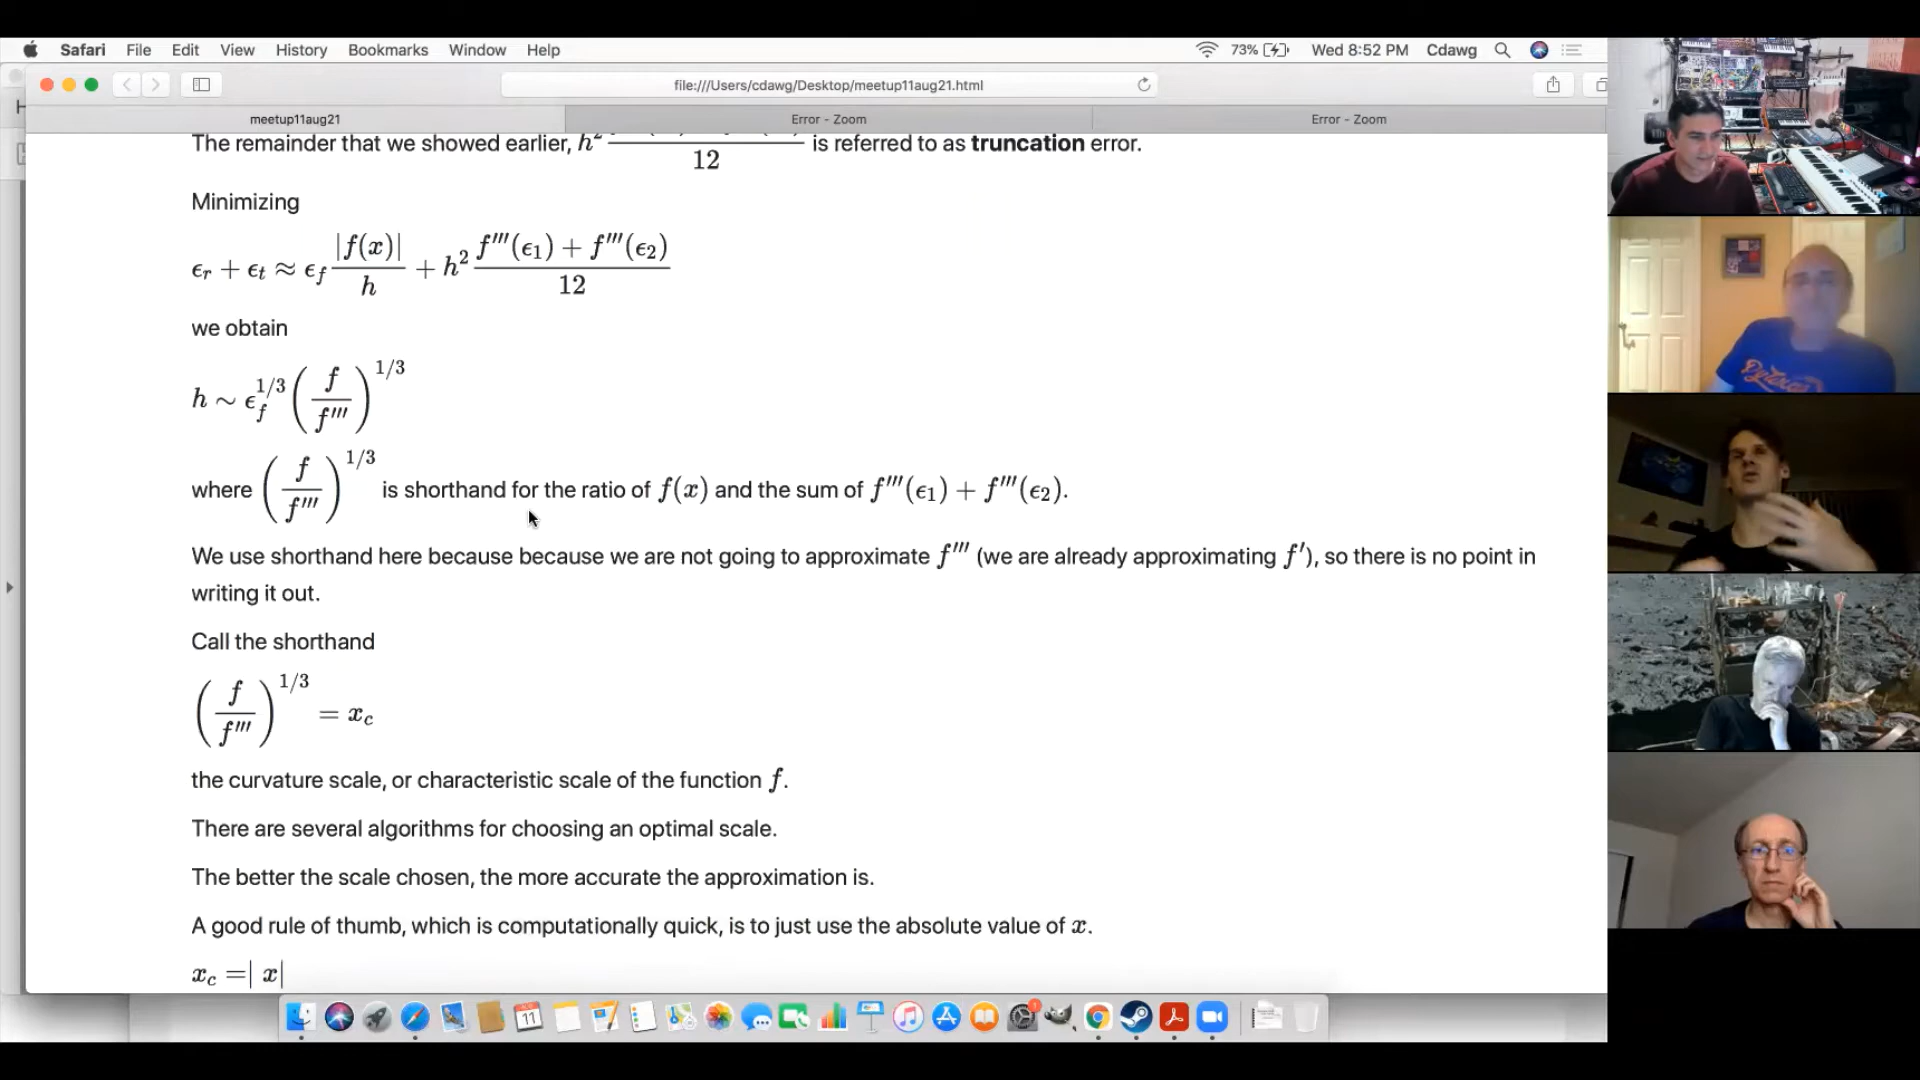 Safari File Edit View History Bookmarks Window Help 73% Wed 8:52 PM Cdawg
file:///Users/cdawg/Desktop/meetup11aug21.html
meetup11aug21 Error - Zoom Error - Zoom
The remainder that we showed earlier, h² ― 12 is referred to as truncation error.
Minimizing
ϵr + ϵt ≈ ϵf |f(x)| / h + h² (f′′′(ϵ1) + f′′′(ϵ2)) / 12
we obtain
h ∼ ϵf^1/3 (f / f′′′)^1/3
where (f / f′′′)^1/3 is shorthand for the ratio of f(x) and the sum of f′′′(ϵ1) + f′′′(ϵ2).
We use shorthand here because because we are not going to approximate f′′′ (we are already approximating f′), so there is no point in
writing it out.
Call the shorthand
(f / f′′′)^1/3 = xc
the curvature scale, or characteristic scale of the function f.
There are several algorithms for choosing an optimal scale.
The better the scale chosen, the more accurate the approximation is.
A good rule of thumb, which is computationally quick, is to just use the absolute value of x.
xc =| x|
11